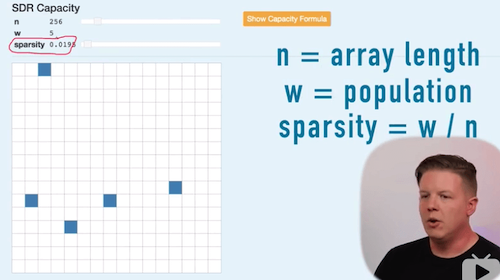 SDR Capacity
n 256
w 5
sparsity 0.0195
Show Capacity Formula
n = array length
w = population
sparsity = w / n